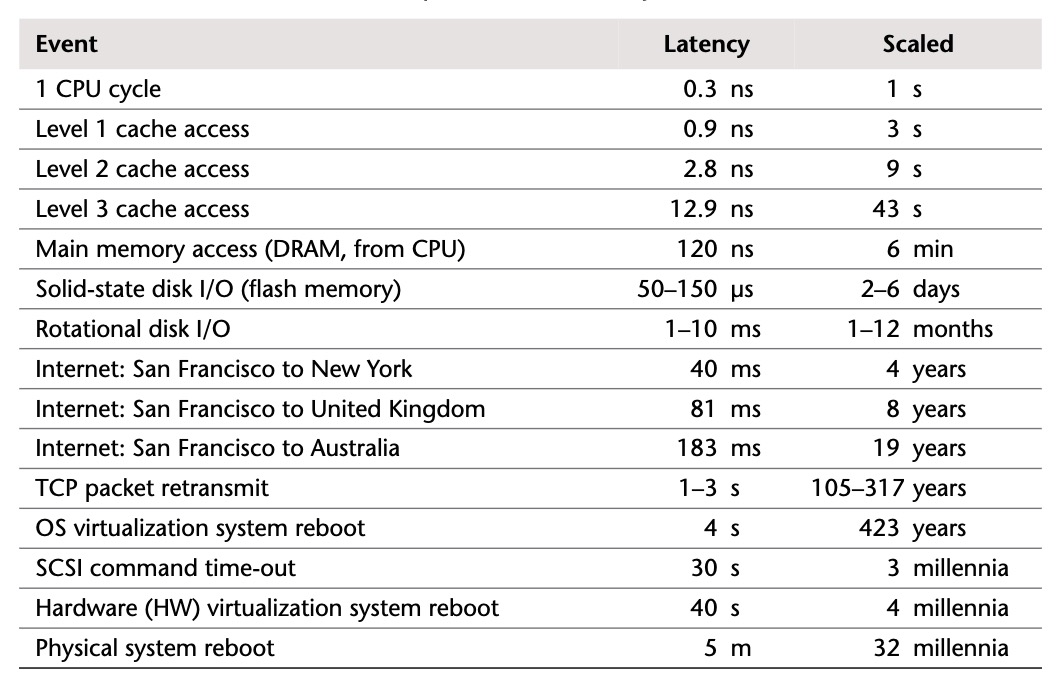 Event Latency Scaled
1 CPU cycle 0.3 ns 1 s
Level 1 cache access 0.9 ns 3 s
Level 2 cache access 2.8 ns 9 s
Level 3 cache access 12.9 ns 43 s
Main memory access (DRAM, from CPU) 120 ns 6 min
Solid-state disk I/O (flash memory) 50–150 μs 2–6 days
Rotational disk I/O 1–10 ms 1–12 months
Internet: San Francisco to New York 40 ms 4 years
Internet: San Francisco to United Kingdom 81 ms 8 years
Internet: San Francisco to Australia 183 ms 19 years
TCP packet retransmit 1–3 s 105–317 years
OS virtualization system reboot 4 s 423 years
SCSI command time-out 30 s 3 millennia
Hardware (HW) virtualization system reboot 40 s 4 millennia
Physical system reboot 5 m 32 millennia